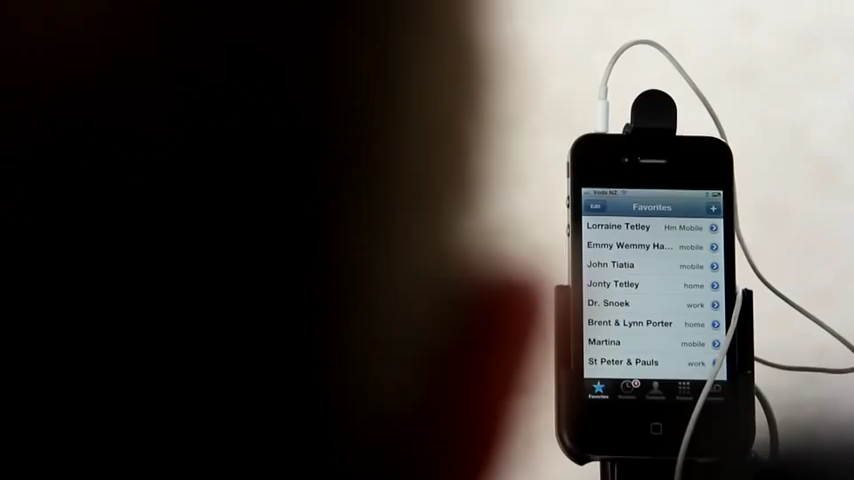 Voda NZ
Edit Favorites +
Lorraine Tetley Hm Mobile
Emmy Wemmy Ha... mobile
John Tiatia mobile
Jonty Tetley home
Dr. Snoek work
Brent & Lynn Porter home
Martina mobile
St Peter & Pauls work
Favorites